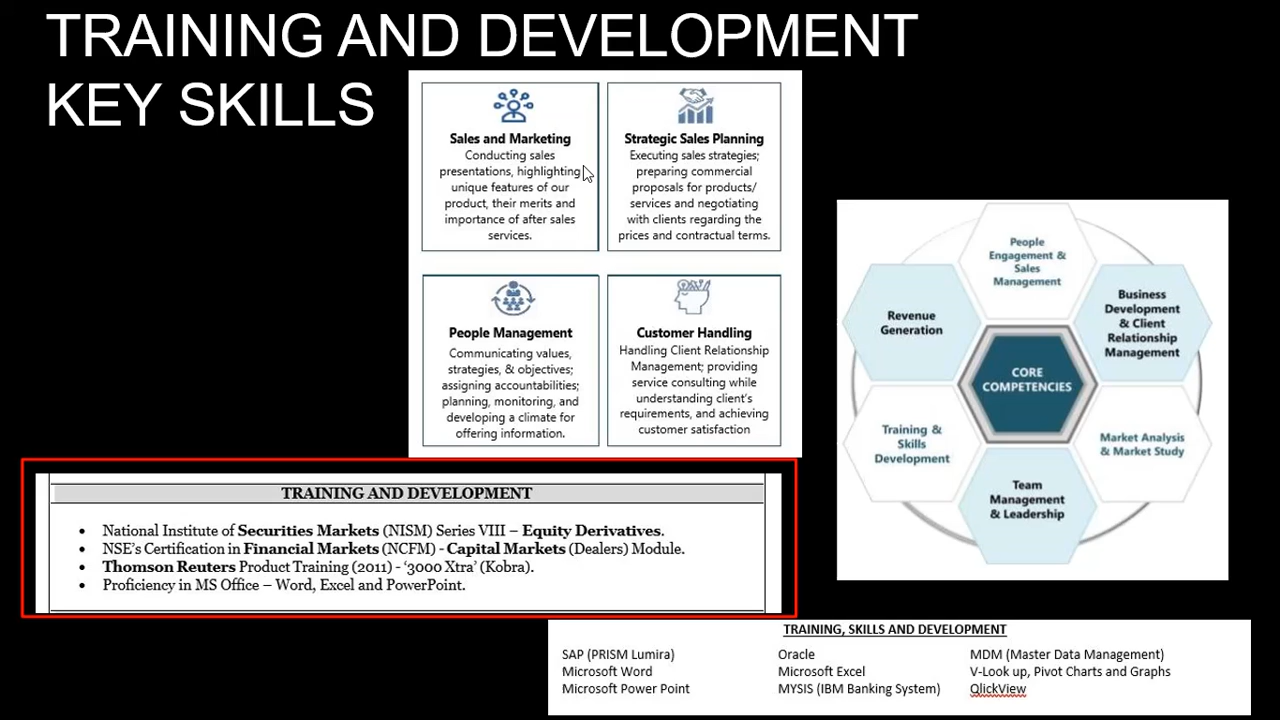 TRAINING AND DEVELOPMENT
KEY SKILLS
Sales and Marketing
Conducting sales
presentations, highlighting
unique features of our
product, their merits and
importance of after sales
services.
Strategic Sales Planning
Executing sales strategies;
preparing commercial
proposals for products/
services and negotiating
with clients regarding the
prices and contractual terms.
People Management
Communicating values,
strategies, & objectives;
assigning accountabilities;
planning, monitoring, and
developing a climate for
offering information.
Customer Handling
Handling Client Relationship
Management; providing
service consulting while
understanding client's
requirements, and achieving
customer satisfaction
People
Engagement &
Sales
Management
Business
Development
& Client
Relationship
Management
Revenue
Generation
CORE
COMPETENCIES
Training &
Skills
Development
Market Analysis
& Market Study
Team
Management
& Leadership
TRAINING AND DEVELOPMENT
• National Institute of Securities Markets (NISM) Series VIII – Equity Derivatives.
• NSE's Certification in Financial Markets (NCFM) - Capital Markets (Dealers) Module.
• Thomson Reuters Product Training (2011) - '3000 Xtra' (Kobra).
• Proficiency in MS Office – Word, Excel and PowerPoint.
TRAINING, SKILLS AND DEVELOPMENT
SAP (PRISM Lumira) Oracle MDM (Master Data Management)
Microsoft Word Microsoft Excel V-Look up, Pivot Charts and Graphs
Microsoft Power Point MYSIS (IBM Banking System) QlickView